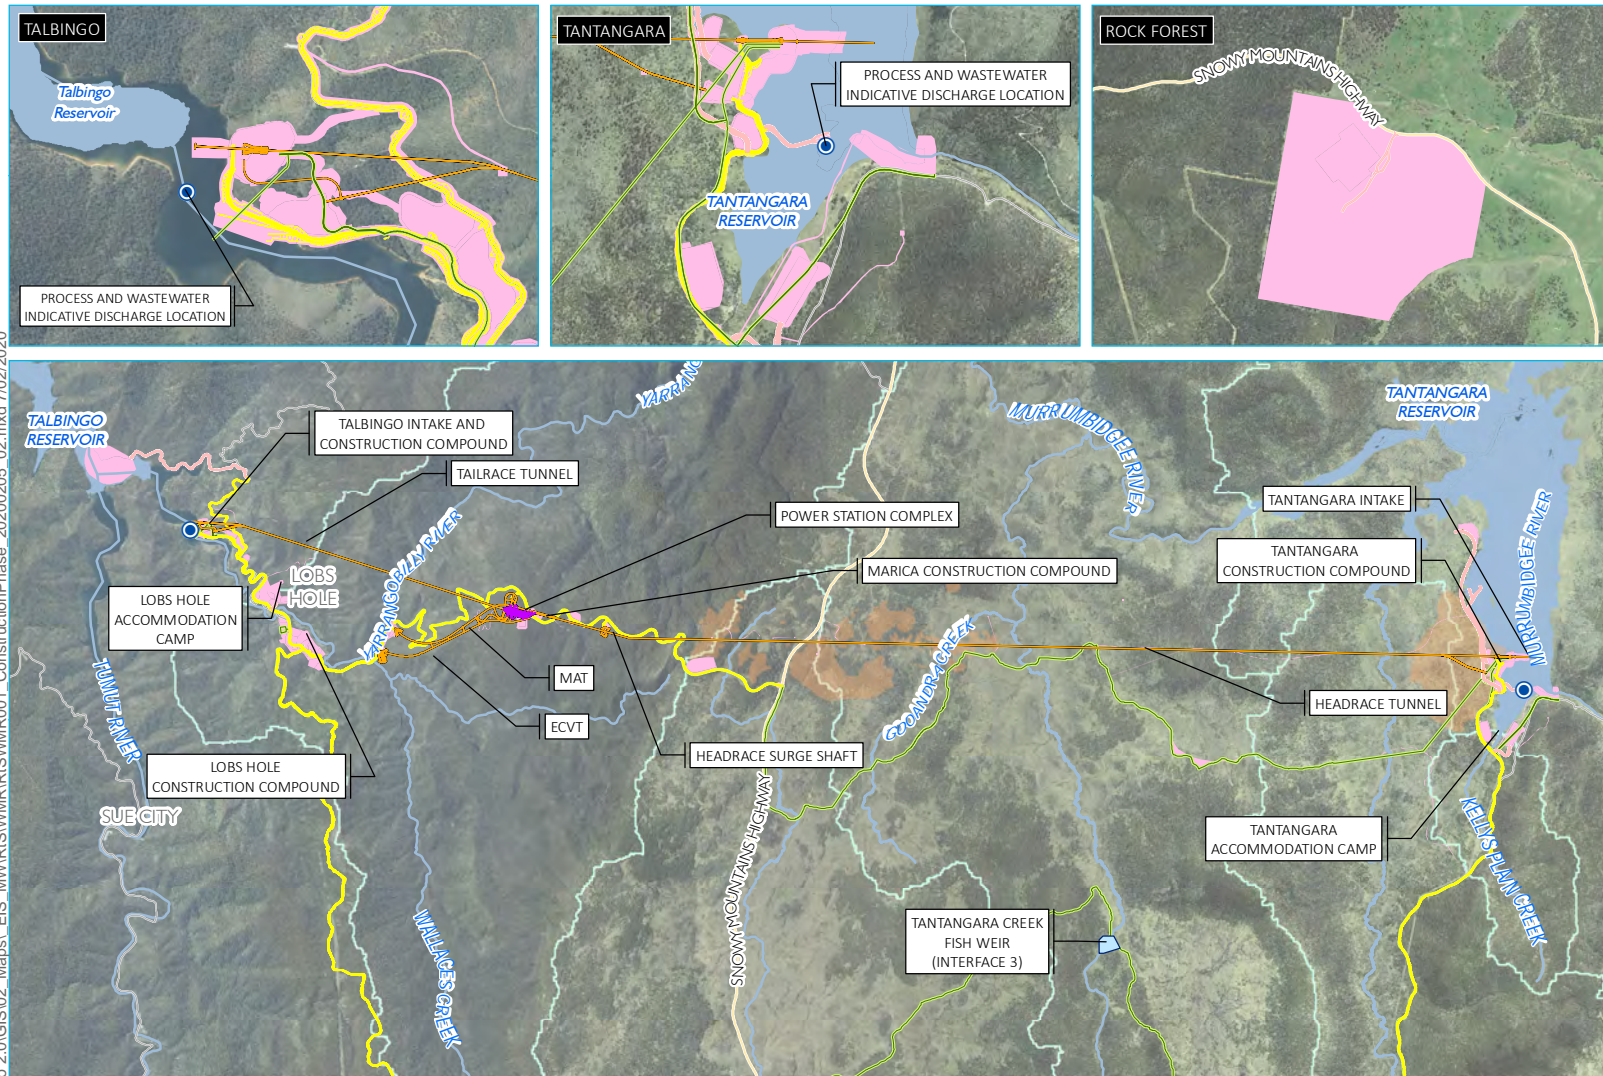 TALBINGO
Talbingo
Reservoir
PROCESS AND WASTEWATER
INDICATIVE DISCHARGE LOCATION
TANTANGARA
PROCESS AND WASTEWATER
INDICATIVE DISCHARGE LOCATION
TANTANGARA
RESERVOIR
ROCK FOREST
SNOWY MOUNTAINS HIGHWAY
TALBINGO
RESERVOIR
TALBINGO INTAKE AND
CONSTRUCTION COMPOUND
TAILRACE TUNNEL
YARRANG
MURRUMBIDGEE RIVER
TANTANGARA
RESERVOIR
POWER STATION COMPLEX
TANTANGARA INTAKE
MURRUMBIDGEE RIVER
YARRANGOBILLY RIVER
MARICA CONSTRUCTION COMPOUND
TANTANGARA
CONSTRUCTION COMPOUND
LOBS
HOLE
LOBS HOLE
ACCOMMODATION
CAMP
TUMUT RIVER
MAT
ECVT
GOOANDRA CREEK
HEADRACE TUNNEL
HEADRACE SURGE SHAFT
LOBS HOLE
CONSTRUCTION COMPOUND
SUE CITY
SNOWY MOUNTAINS HIGHWAY
TANTANGARA
ACCOMMODATION CAMP
KELLYS PLAIN CREEK
WALLACES CREEK
TANTANGARA CREEK
FISH WEIR
(INTERFACE 3)